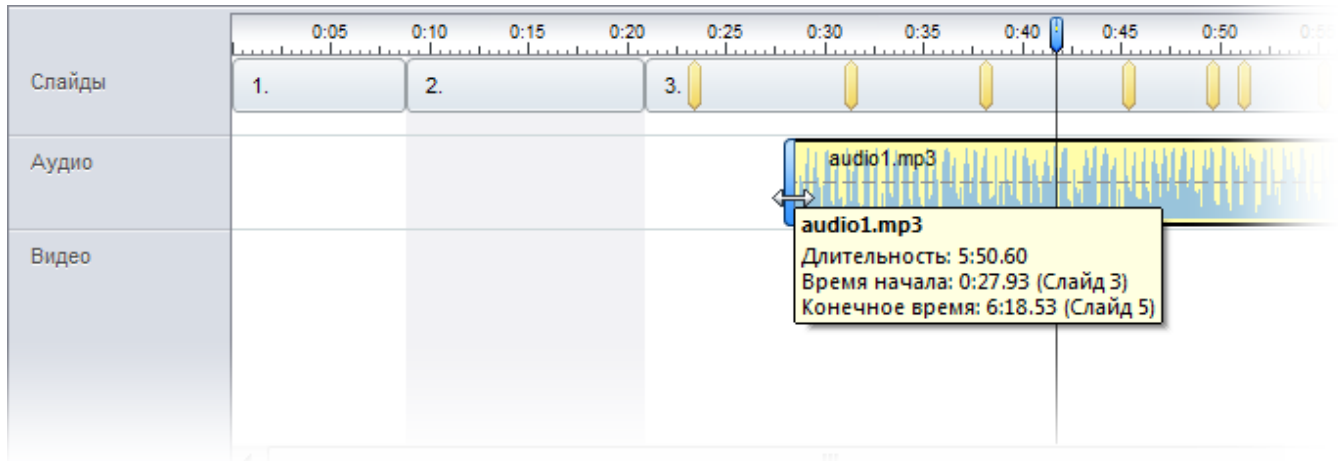 0:05 0:10 0:15 0:20 0:25 0:30 0:35 0:40 0:45 0:50
Слайды 1. 2. 3.
Аудио audio1.mp3
audio1.mp3
Длительность: 5:50.60
Время начала: 0:27.93 (Слайд 3)
Конечное время: 6:18.53 (Слайд 5)
Видео